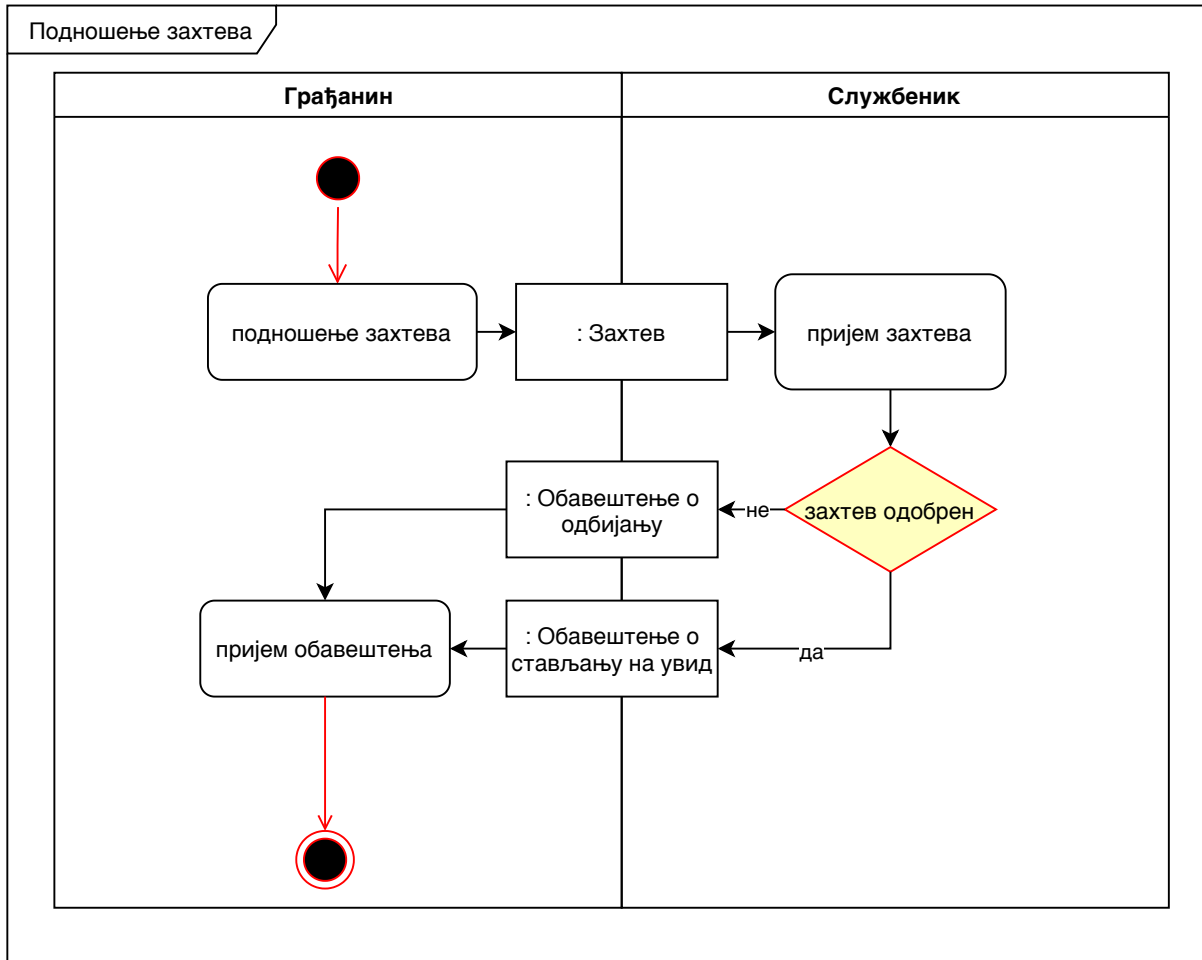 Подношење захтева
Грађанин
Службеник
подношење захтева
: Захтев
пријем захтева
: Обавештење о
одбијању
не
захтев одобрен
пријем обавештења
: Обавештење о
стављању на увид
да